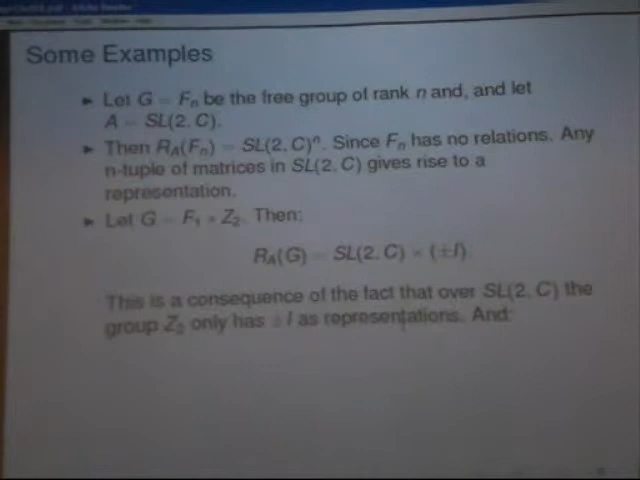 Some Examples
► Let G = Fₙ be the free group of rank n and, and let
A = SL(2, C).
► Then R_A(Fₙ) = SL(2, C)ⁿ. Since Fₙ has no relations. Any
n-tuple of matrices in SL(2, C) gives rise to a
representation.
► Let G = F₁ * Z₂. Then:
R_A(G) = SL(2, C) × (±I)
This is a consequence of the fact that over SL(2, C) the
group Z₂ only has ±I as representations. And: